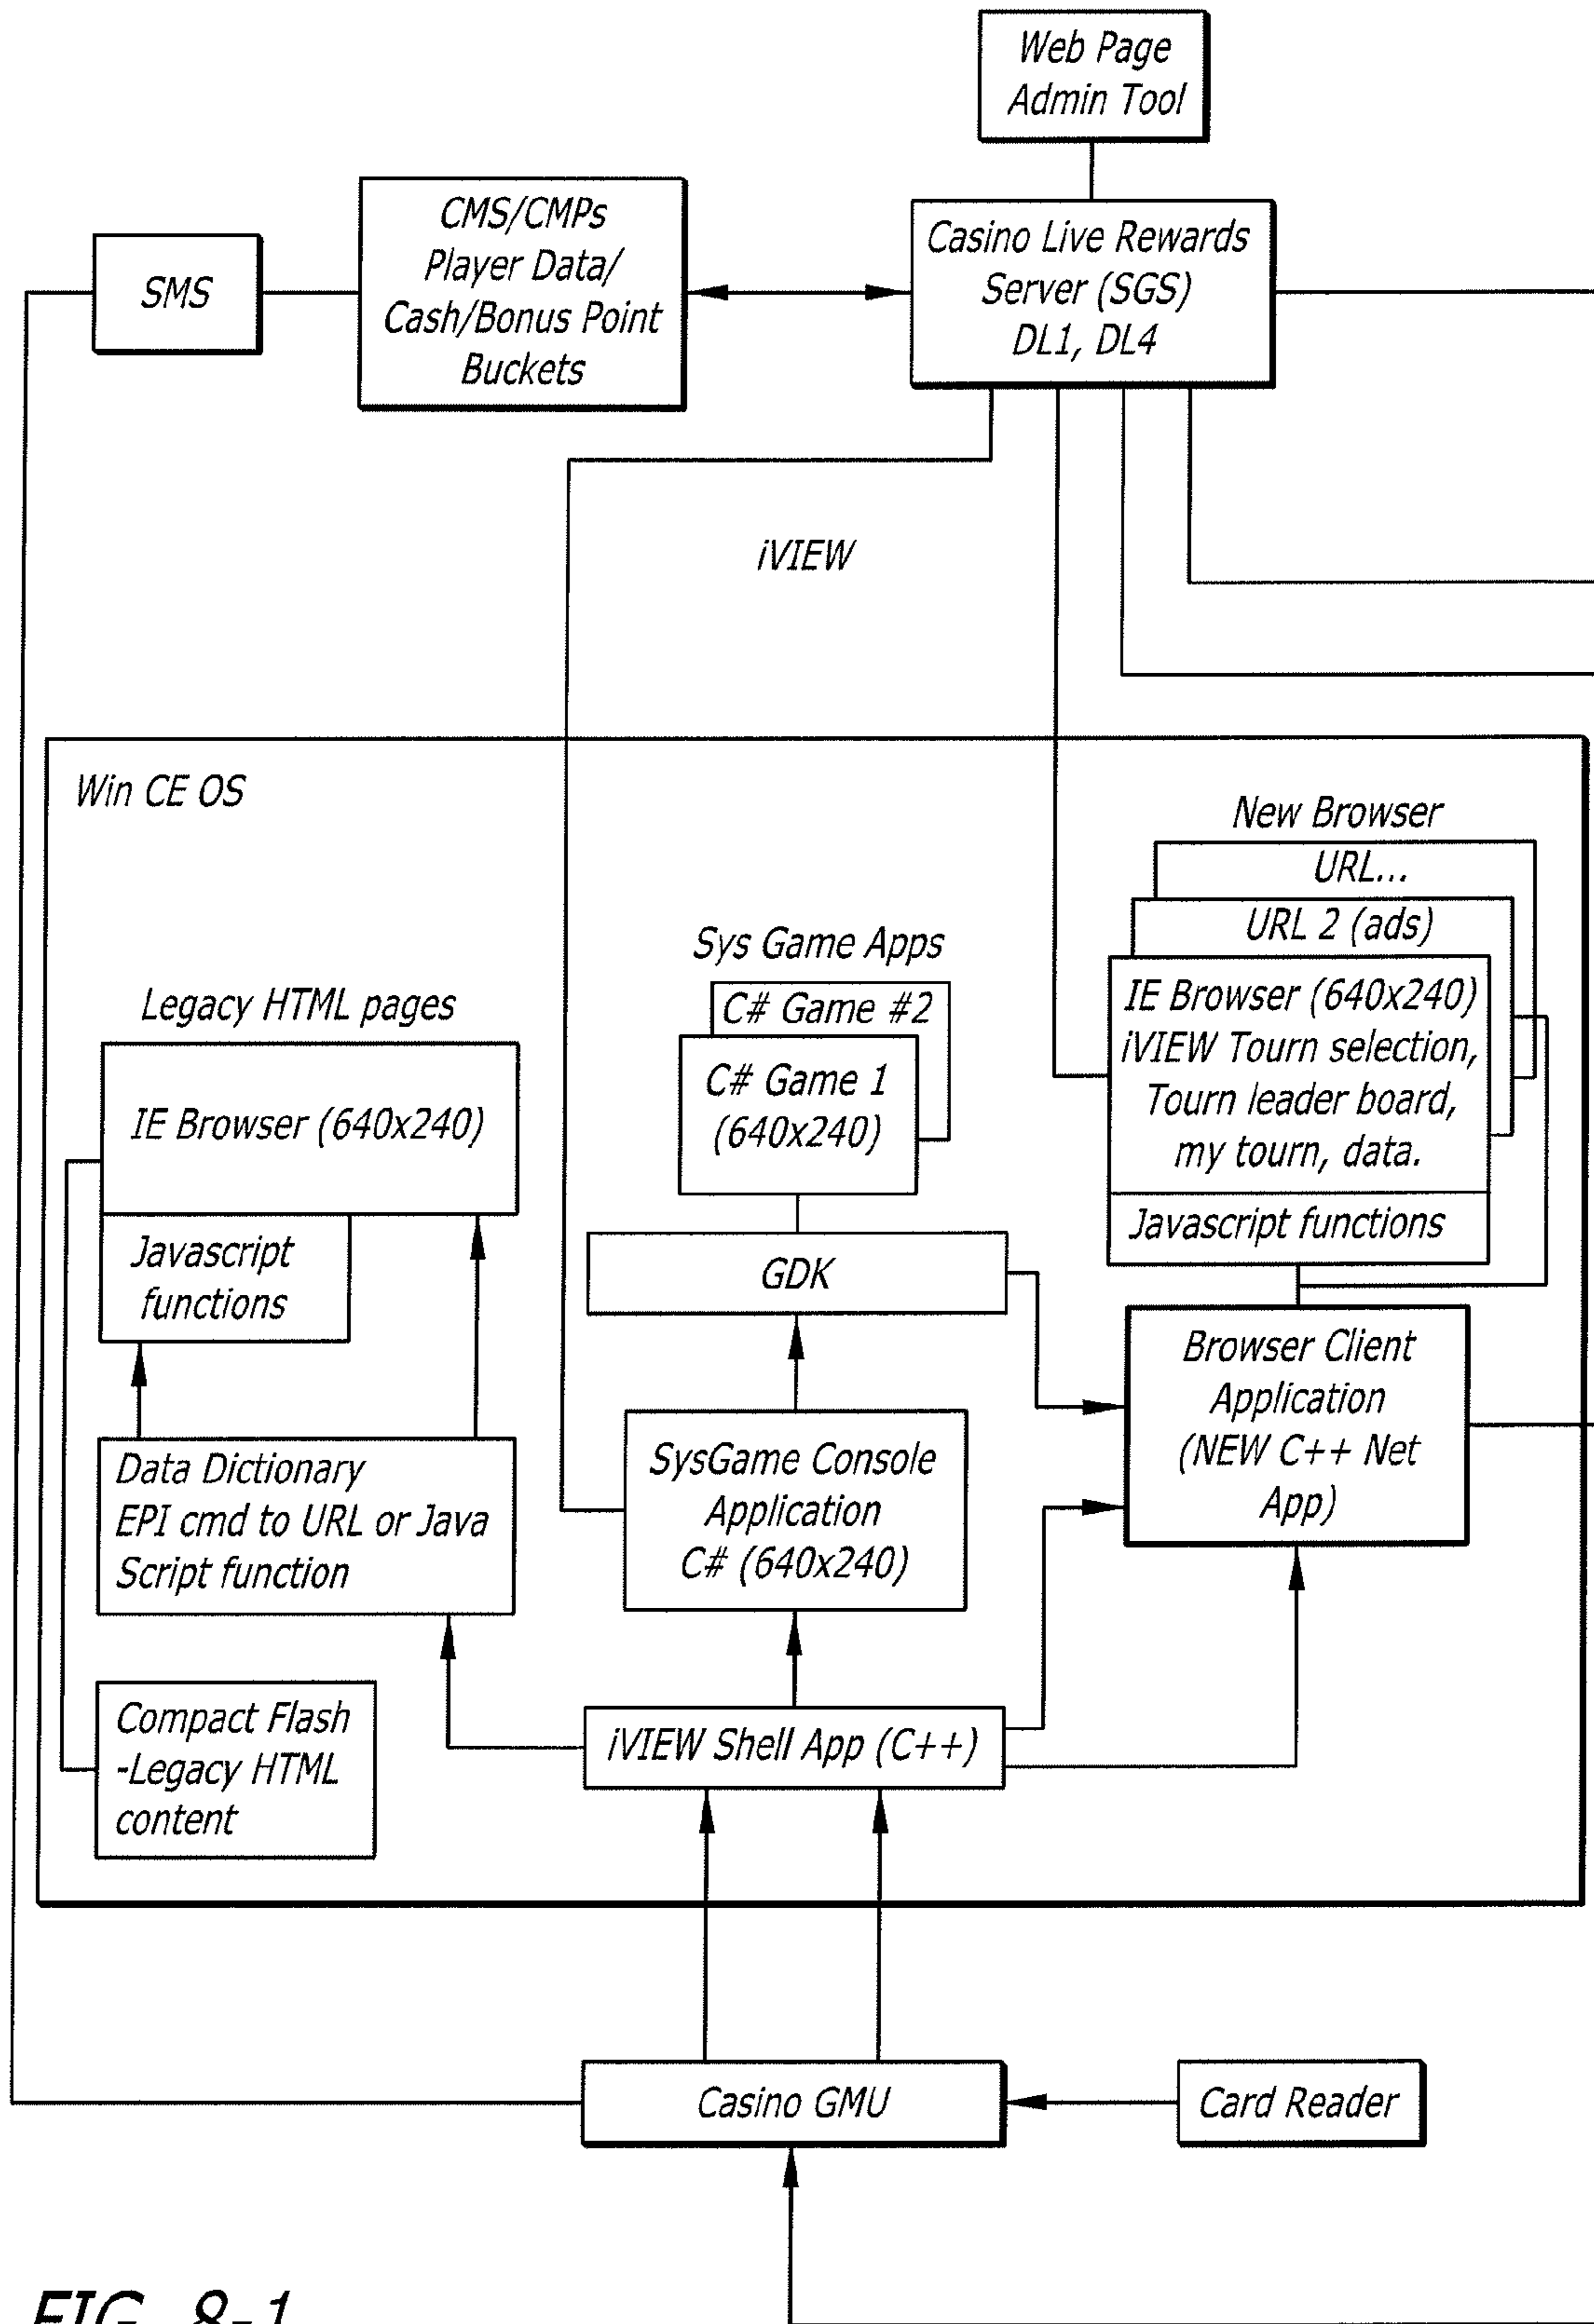 Web Page
Admin Tool
CMS/CMPs
Player Data/
Cash/Bonus Point
Buckets
Casino Live Rewards
Server (SGS)
DL1, DL4
SMS
iVIEW
Win CE OS
New Browser
URL...
URL 2 (ads)
IE Browser (640x240)
iVIEW Tourn selection,
Tourn leader board,
my tourn, data.
Javascript functions
Sys Game Apps
C# Game #2
C# Game 1
(640x240)
Legacy HTML pages
IE Browser (640x240)
Javascript
functions
GDK
Browser Client
Application
(NEW C++ Net
App)
Data Dictionary
EPI cmd to URL or Java
Script function
SysGame Console
Application
C# (640x240)
Compact Flash
-Legacy HTML
content
iVIEW Shell App (C++)
Casino GMU
Card Reader
FIG. 8-1